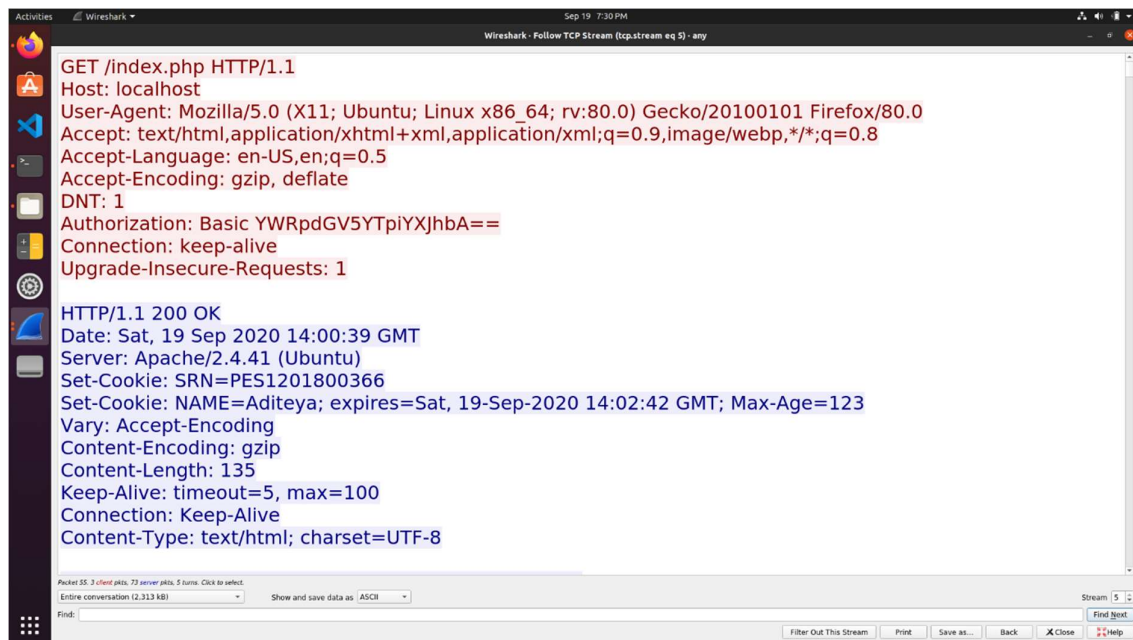 Activities Wireshark Sep 19 7:30 PM
Wireshark · Follow TCP Stream (tcp.stream eq 5) · any
GET /index.php HTTP/1.1
Host: localhost
User-Agent: Mozilla/5.0 (X11; Ubuntu; Linux x86_64; rv:80.0) Gecko/20100101 Firefox/80.0
Accept: text/html,application/xhtml+xml,application/xml;q=0.9,image/webp,*/*;q=0.8
Accept-Language: en-US,en;q=0.5
Accept-Encoding: gzip, deflate
DNT: 1
Authorization: Basic YWRpdGV5YTpiYXJhbA==
Connection: keep-alive
Upgrade-Insecure-Requests: 1
HTTP/1.1 200 OK
Date: Sat, 19 Sep 2020 14:00:39 GMT
Server: Apache/2.4.41 (Ubuntu)
Set-Cookie: SRN=PES1201800366
Set-Cookie: NAME=Aditeya; expires=Sat, 19-Sep-2020 14:02:42 GMT; Max-Age=123
Vary: Accept-Encoding
Content-Encoding: gzip
Content-Length: 135
Keep-Alive: timeout=5, max=100
Connection: Keep-Alive
Content-Type: text/html; charset=UTF-8
Packet 55. 3 client pkts, 73 server pkts, 5 turns. Click to select.
Entire conversation (2,313 kB) Show and save data as ASCII Stream 5
Find: Find Next
Filter Out This Stream Print Save as... Back Close Help